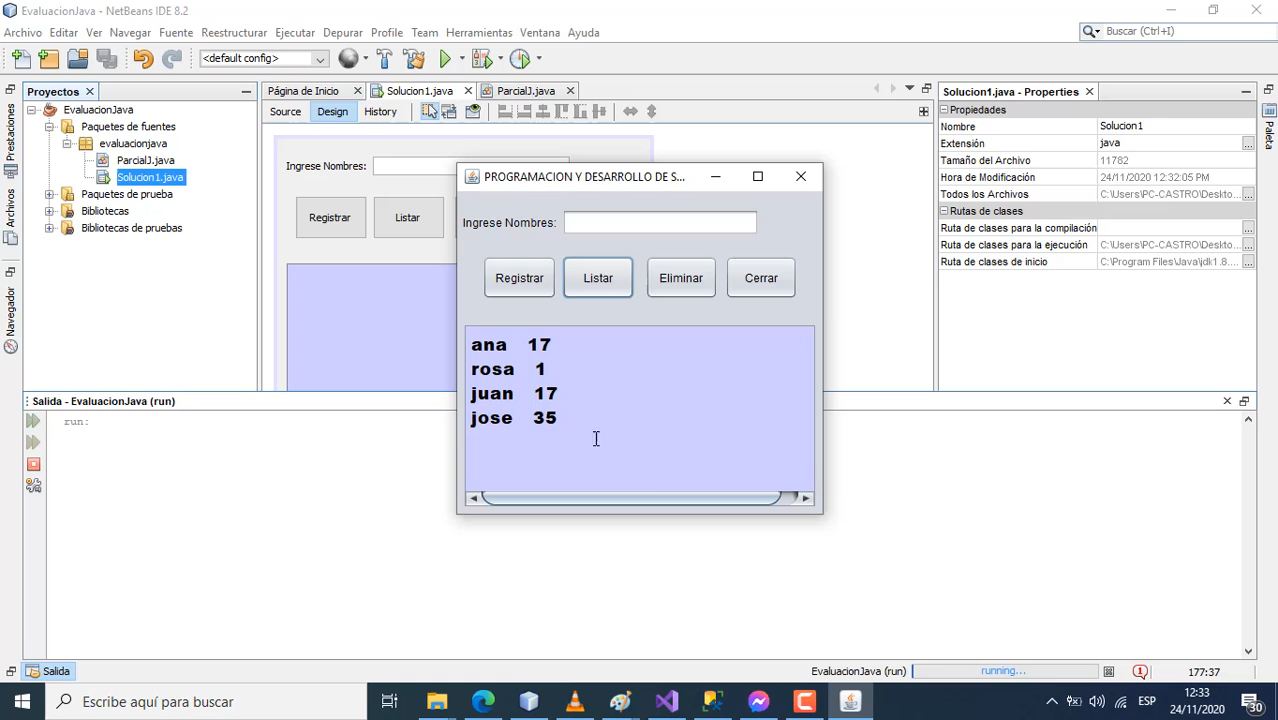 EvaluacionJava - NetBeans IDE 8.2
Archivo Editar Ver Navegar Fuente Reestructurar Ejecutar Depurar Profile Team Herramientas Ventana Ayuda
Buscar (Ctrl+I)
<default config>
Proyectos
EvaluacionJava
Paquetes de fuentes
evaluacionjava
ParcialJ.java
Solucion1.java
Paquetes de prueba
Bibliotecas
Bibliotecas de pruebas
Prestaciones
Archivos
Navegador
Página de Inicio Solucion1.java ParcialJ.java
Source Design History
Ingrese Nombres:
Registrar Listar
PROGRAMACION Y DESARROLLO DE S...
Ingrese Nombres:
Registrar Listar Eliminar Cerrar
ana 17
rosa 1
juan 17
jose 35
Solucion1.java - Properties
Propiedades
Nombre Solucion1
Extensión java
Tamaño del Archivo 11782
Hora de Modificación 24/11/2020 12:32:05 PM
Todos los Archivos C:\Users\PC-CASTRO\Deskto...
Rutas de clases
Ruta de clases para la compilación
Ruta de clases para la ejecución C:\Users\PC-CASTRO\Deskto...
Ruta de clases de inicio C:\Program Files\Java\jdk1.8....
Paleta
Salida - EvaluacionJava (run)
run:
Salida
EvaluacionJava (run) running... 177:37
Escribe aquí para buscar
ESP
12:33
24/11/2020
30